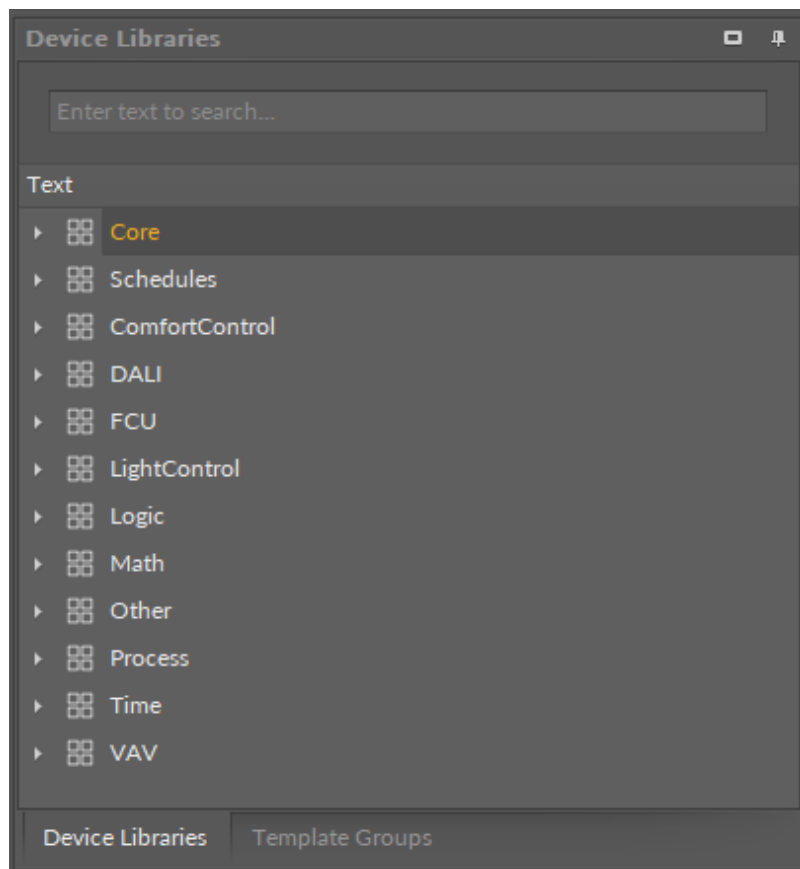 Device Libraries
Enter text to search...
Text
Core
Schedules
ComfortControl
DALI
FCU
LightControl
Logic
Math
Other
Process
Time
VAV
Device Libraries Template Groups